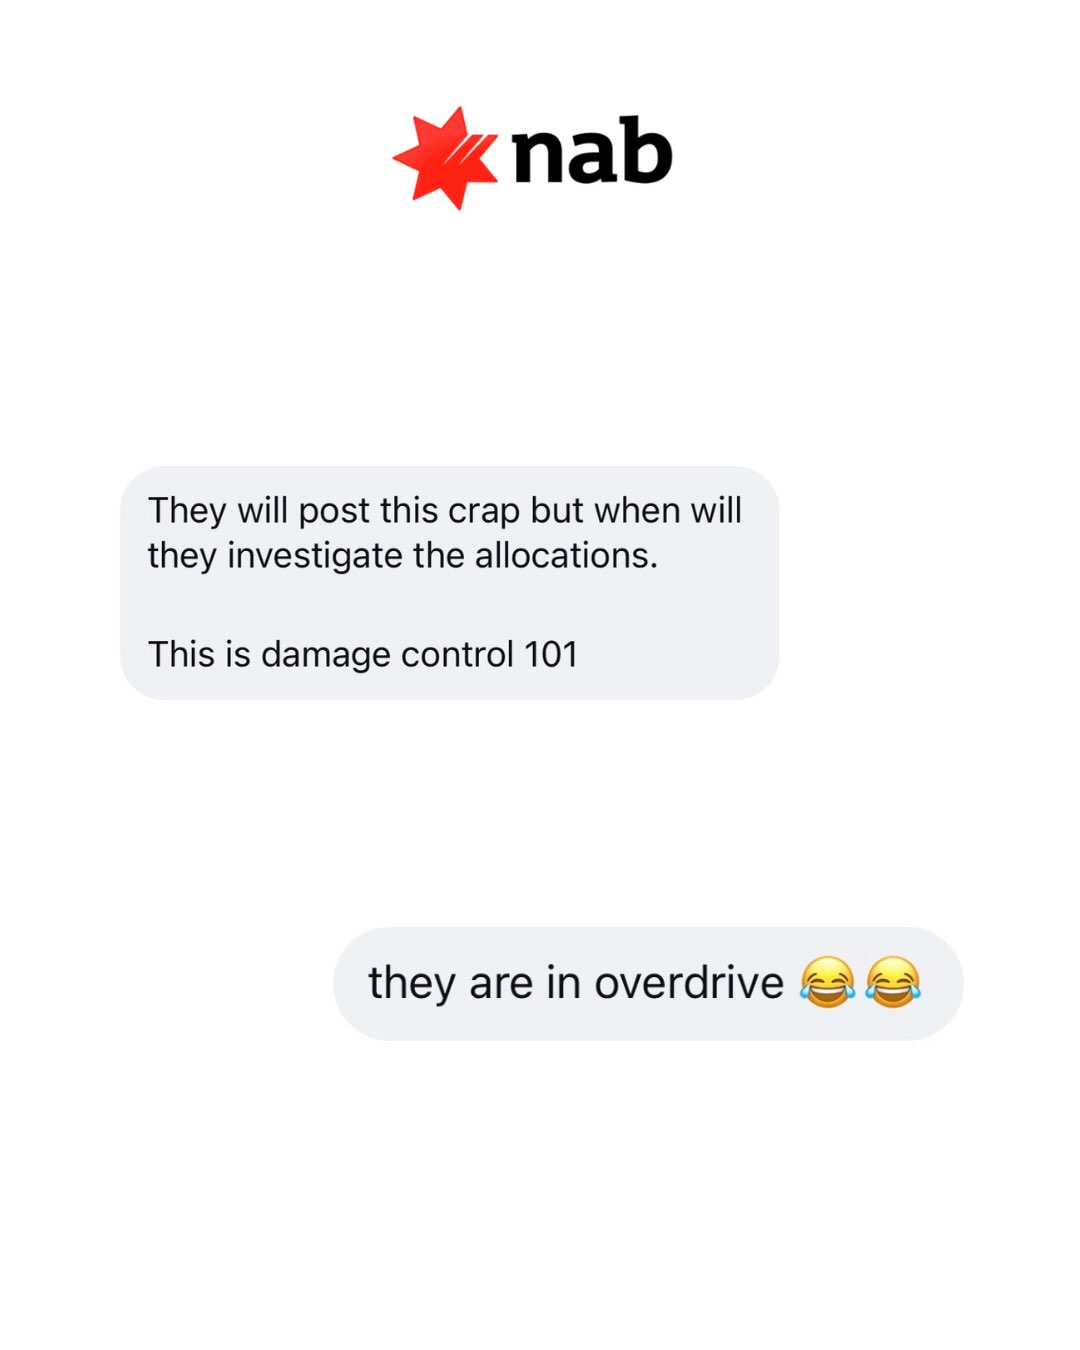 nab
They will post this crap but when will
they investigate the allocations.
This is damage control 101
they are in overdrive 😂😂